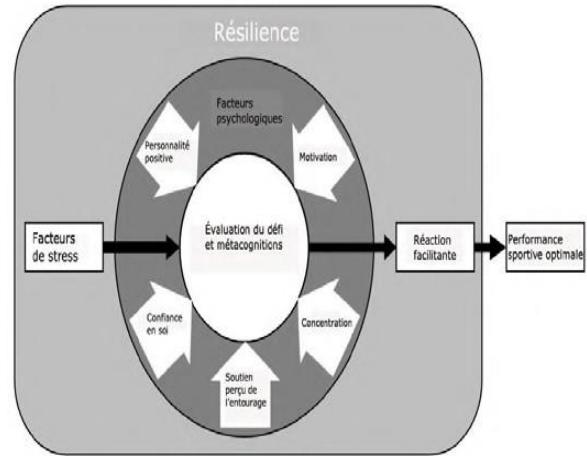 Résilience
Facteurs
psychologiques
Personnalité
positive
Motivation
Facteurs
de stress
Évaluation du défi
et métacognitions
Réaction
facilitante
Performance
sportive optimale
Confiance
en soi
Concentration
Soutien
perçu de
l'entourage